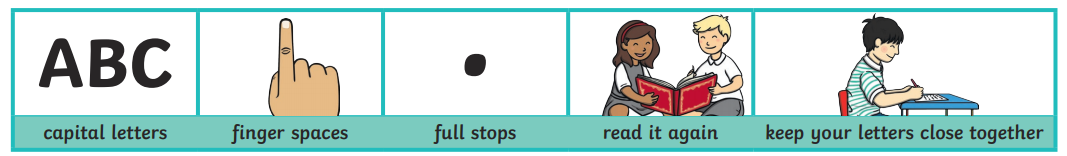 ABC
capital letters
finger spaces
full stops
read it again
keep your letters close together